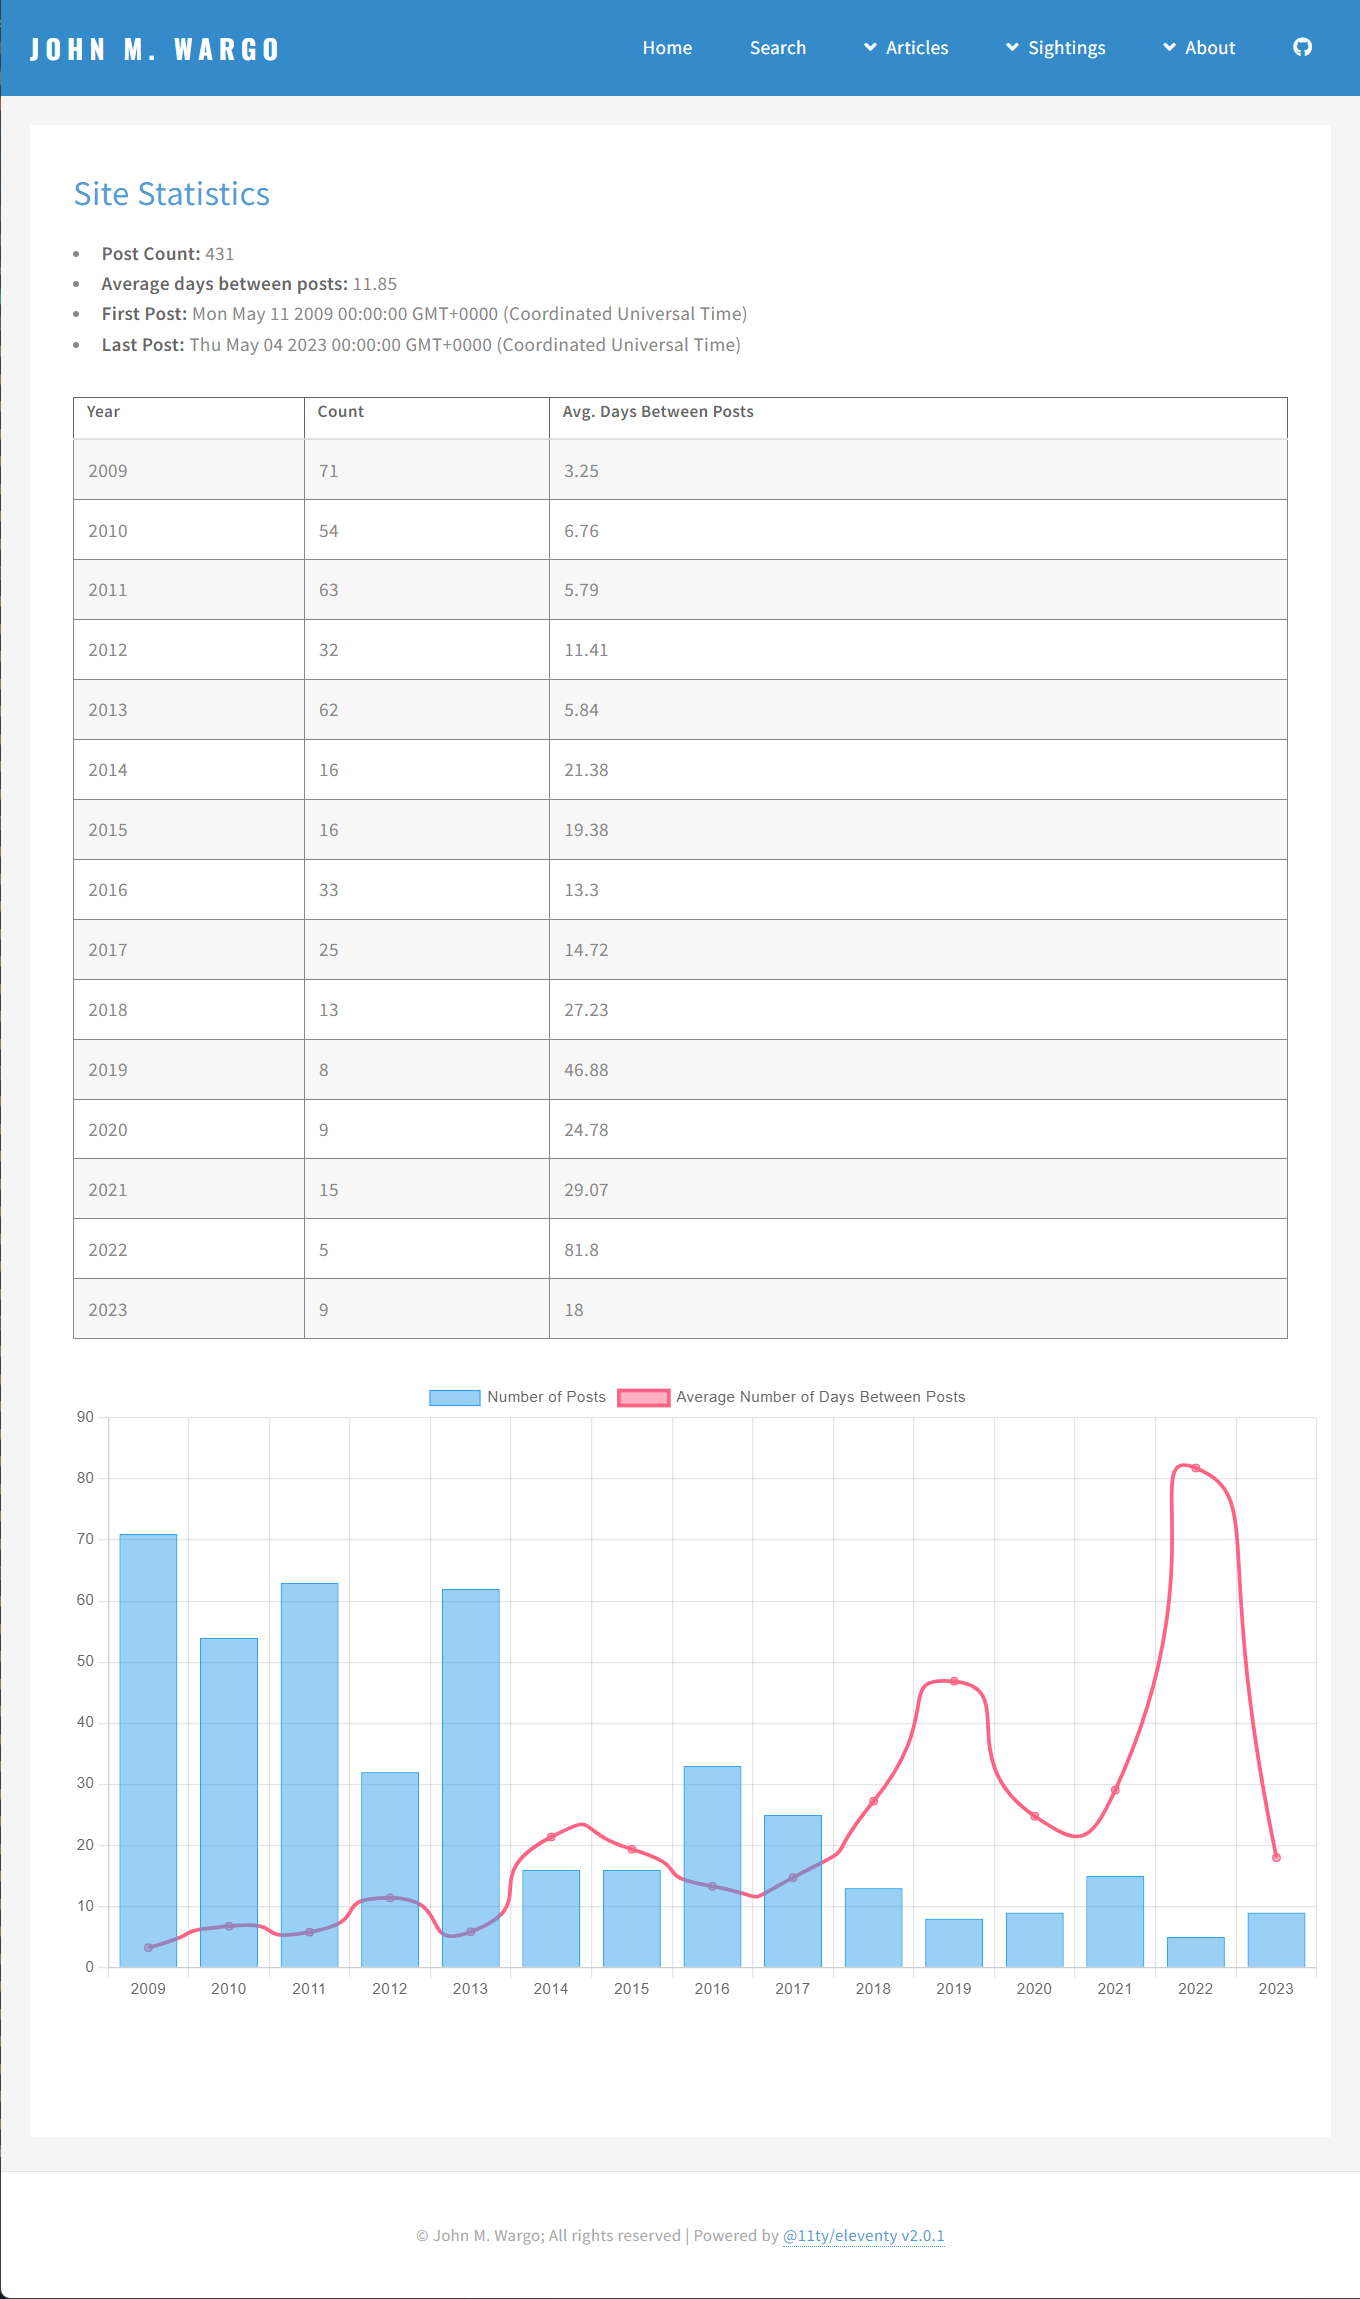 JOHN M. WARGO
Home Search Articles Sightings About
Site Statistics
Post Count: 431
Average days between posts: 11.85
First Post: Mon May 11 2009 00:00:00 GMT+0000 (Coordinated Universal Time)
Last Post: Thu May 04 2023 00:00:00 GMT+0000 (Coordinated Universal Time)
Year Count Avg. Days Between Posts
2009 71 3.25
2010 54 6.76
2011 63 5.79
2012 32 11.41
2013 62 5.84
2014 16 21.38
2015 16 19.38
2016 33 13.3
2017 25 14.72
2018 13 27.23
2019 8 46.88
2020 9 24.78
2021 15 29.07
2022 5 81.8
2023 9 18
Number of Posts Average Number of Days Between Posts
90
80
70
60
50
40
30
20
10
0
2009 2010 2011 2012 2013 2014 2015 2016 2017 2018 2019 2020 2021 2022 2023
© John M. Wargo; All rights reserved | Powered by @11ty/eleventy v2.0.1